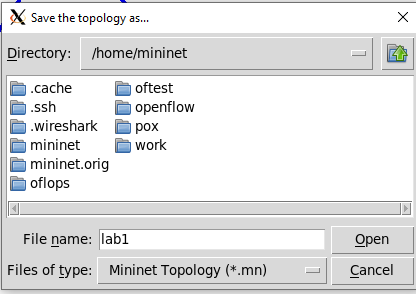 Save the topology as...
Directory: /home/mininet
.cache oftest
.ssh openflow
.wireshark pox
mininet work
mininet.orig
oflops
File name: lab1 Open
Files of type: Mininet Topology (*.mn) Cancel